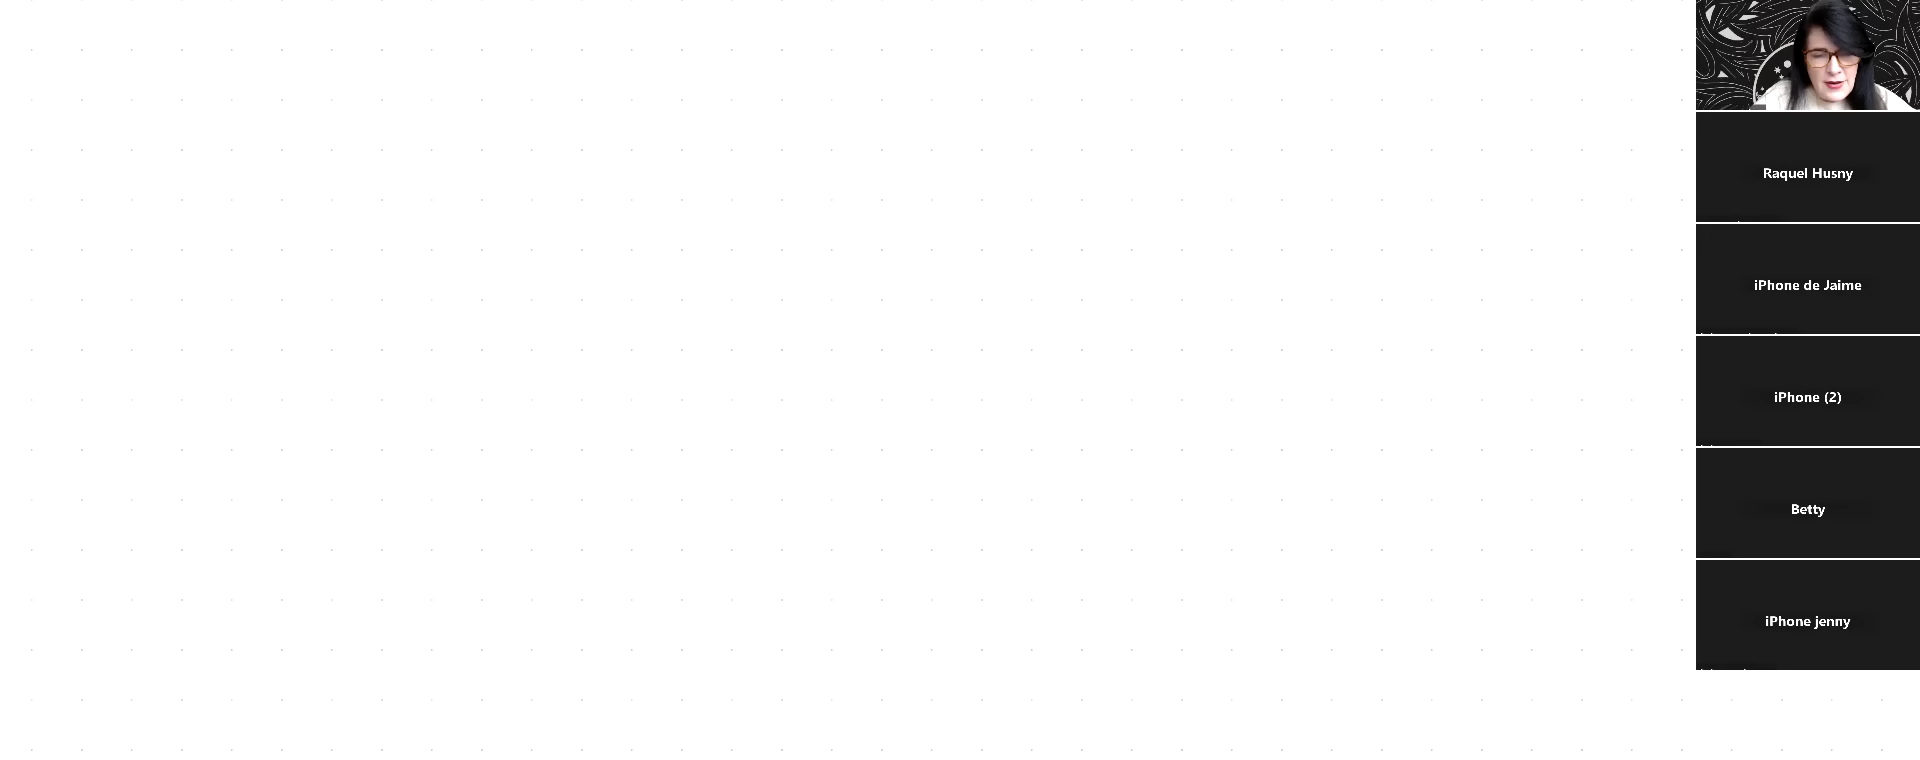 Raquel Husny
iPhone de Jaime
iPhone (2)
Betty
iPhone jenny